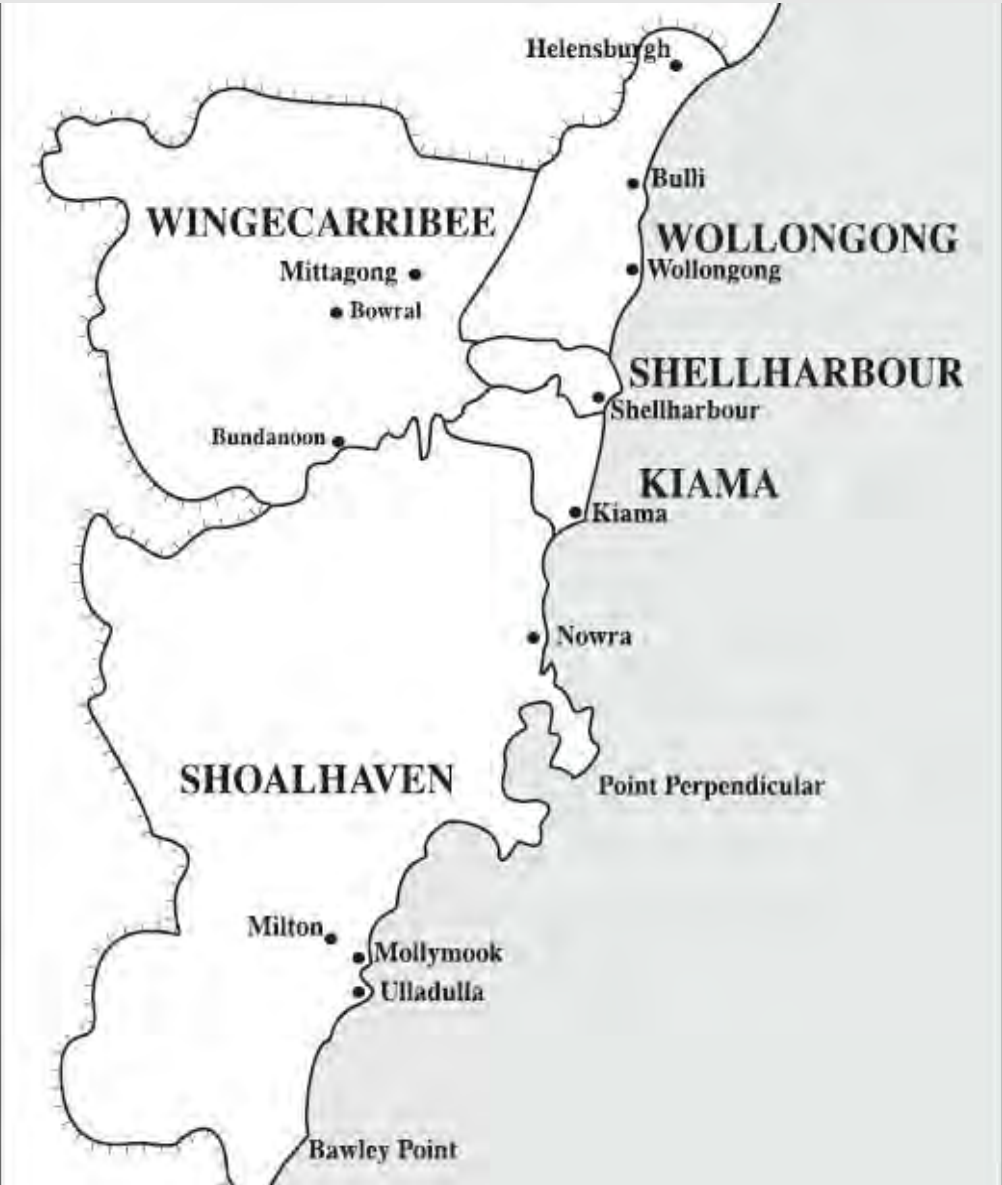 Helensburgh
Bulli
WINGECARRIBEE
WOLLONGONG
Mittagong
Wollongong
Bowral
SHELLHARBOUR
Shellharbour
Bundanoon
KIAMA
Kiama
Nowra
SHOALHAVEN
Point Perpendicular
Milton
Mollymook
Ulladulla
Bawley Point